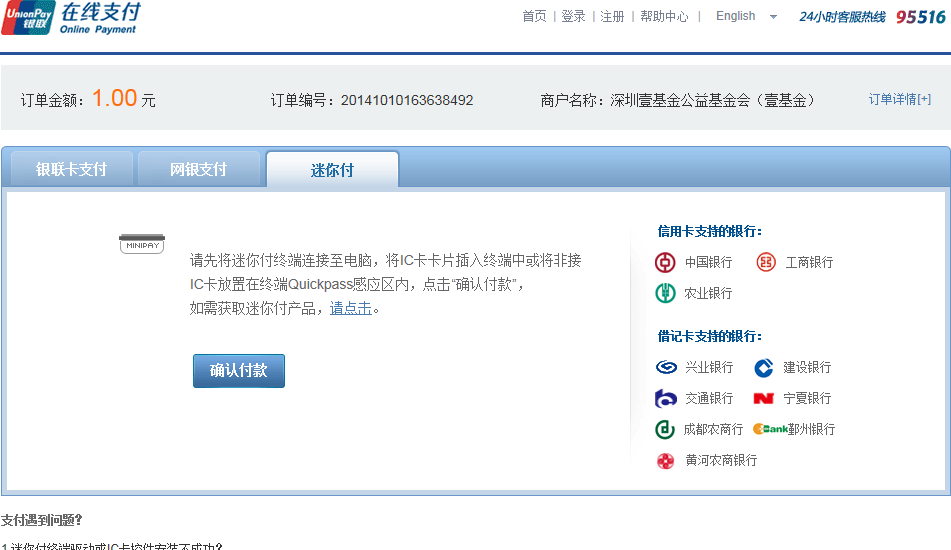 UnionPay 银联 在线支付
Online Payment
首页 | 登录 | 注册 | 帮助中心 | English 24小时客服热线 95516
订单金额：1.00 元 订单编号：20141010163638492 商户名称：深圳壹基金公益基金会（壹基金） 订单详情[+]
银联卡支付 网银支付 迷你付
MINIPAY
请先将迷你付终端连接至电脑，将IC卡卡片插入终端中或将非接
IC卡放置在终端Quickpass感应区内，点击“确认付款”，
如需获取迷你付产品，请点击。
确认付款
信用卡支持的银行：
中国银行 工商银行
农业银行
借记卡支持的银行：
兴业银行 建设银行
交通银行 宁夏银行
成都农商行 Bank鄞州银行
黄河农商银行
支付遇到问题？
1.迷你付终端驱动或IC卡控件安装不成功？